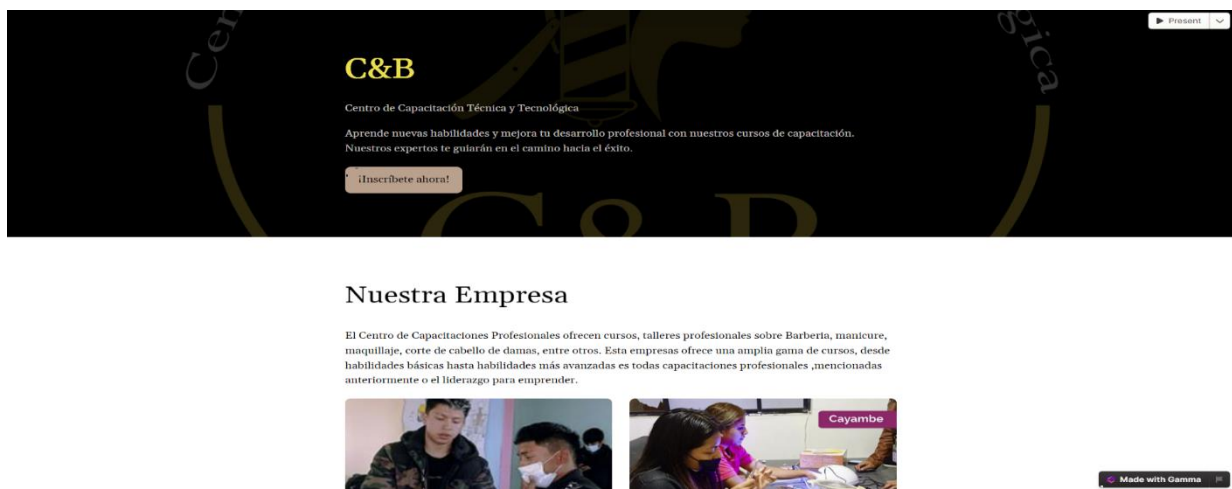 Present
C&B
Centro de Capacitación Técnica y Tecnológica
Aprende nuevas habilidades y mejora tu desarrollo profesional con nuestros cursos de capacitación.
Nuestros expertos te guiarán en el camino hacia el éxito.
¡Inscríbete ahora!
C&B
Nuestra Empresa
El Centro de Capacitaciones Profesionales ofrecen cursos, talleres profesionales sobre Barberia, manicure,
maquillaje, corte de cabello de damas, entre otros. Esta empresas ofrece una amplia gama de cursos, desde
habilidades básicas hasta habilidades más avanzadas es todas capacitaciones profesionales ,mencionadas
anteriormente o el liderazgo para emprender.
Cayambe
Made with Gamma